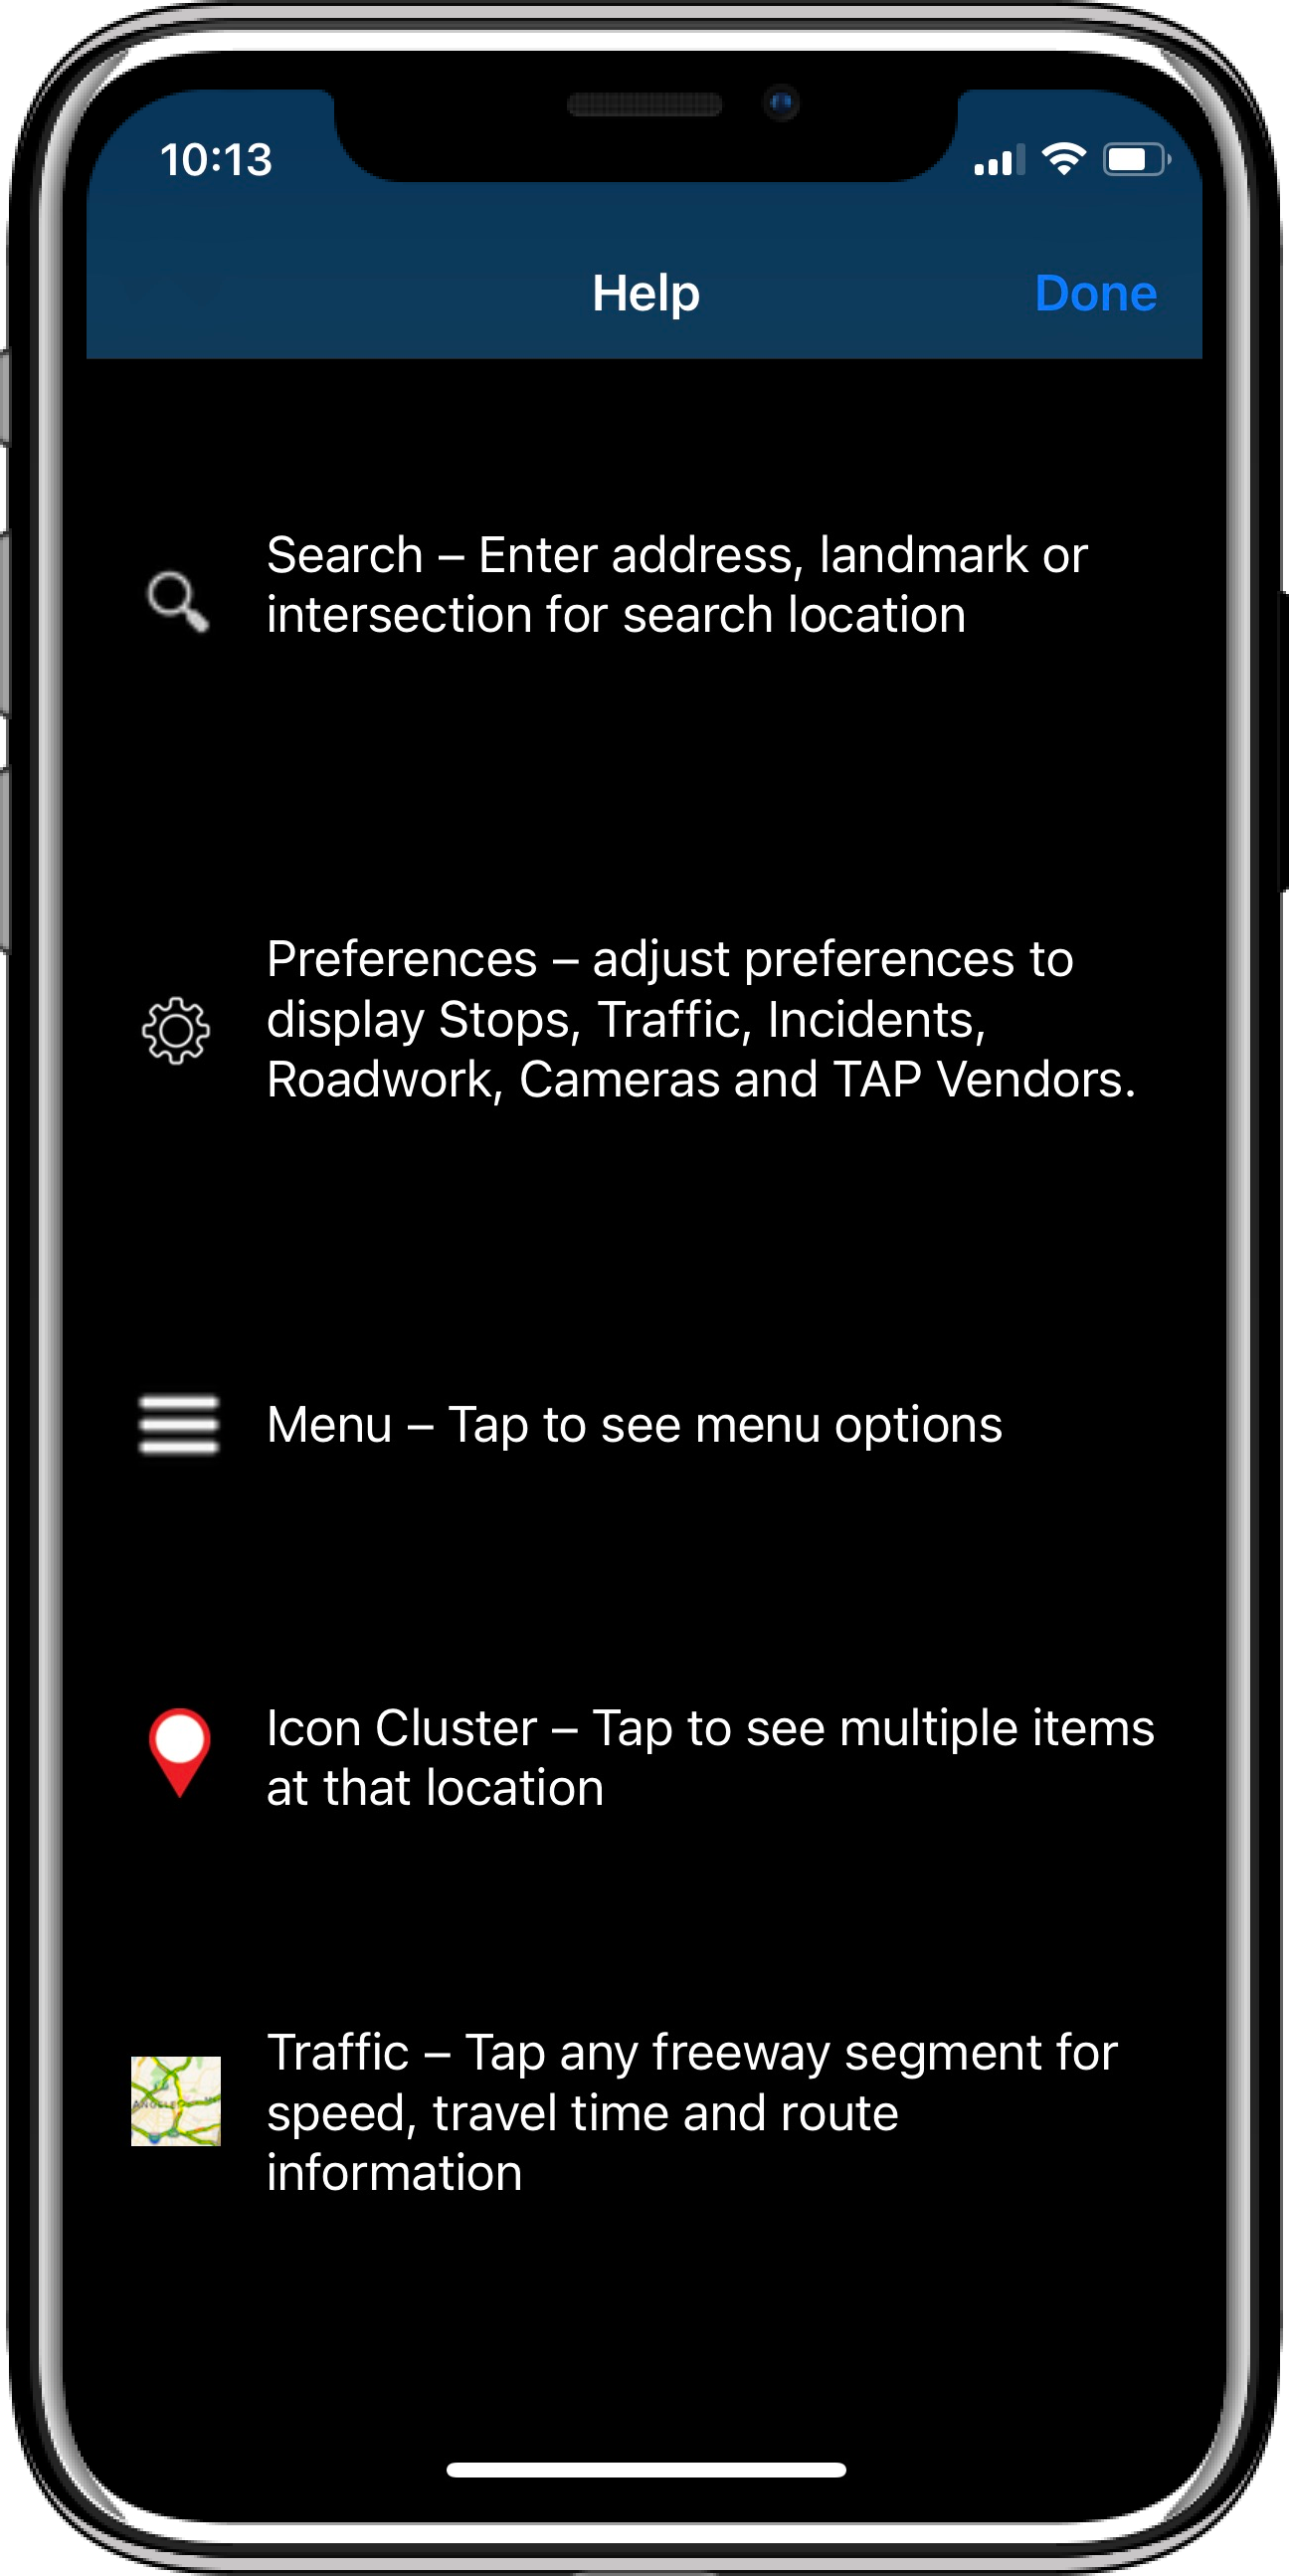 10:13
Help
Done
Search – Enter address, landmark or
intersection for search location
Preferences – adjust preferences to
display Stops, Traffic, Incidents,
Roadwork, Cameras and TAP Vendors.
Menu – Tap to see menu options
Icon Cluster – Tap to see multiple items
at that location
Traffic – Tap any freeway segment for
speed, travel time and route
information